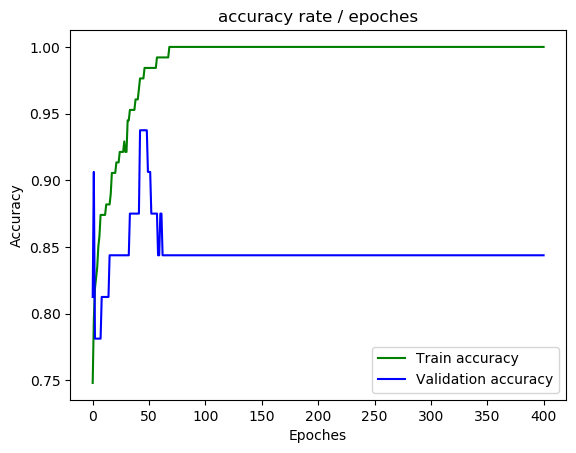 accuracy rate / epoches
1.00
0.95
0.90
0.85
0.80
0.75
Accuracy
Train accuracy
Validation accuracy
0 50 100 150 200 250 300 350 400
Epoches